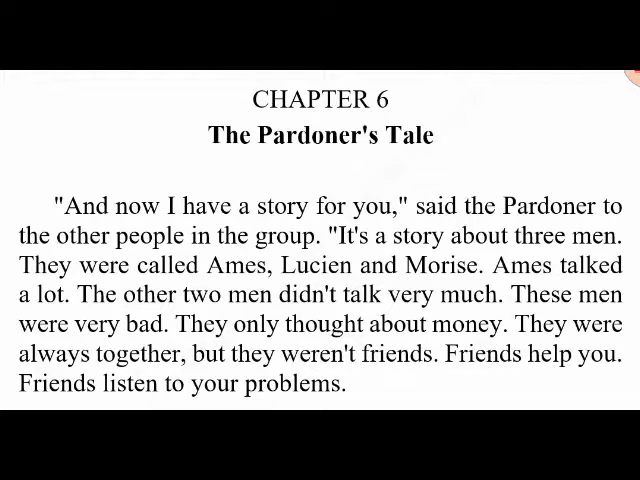 CHAPTER 6
The Pardoner's Tale
"And now I have a story for you," said the Pardoner to
the other people in the group. "It's a story about three men.
They were called Ames, Lucien and Morise. Ames talked
a lot. The other two men didn't talk very much. These men
were very bad. They only thought about money. They were
always together, but they weren't friends. Friends help you.
Friends listen to your problems.